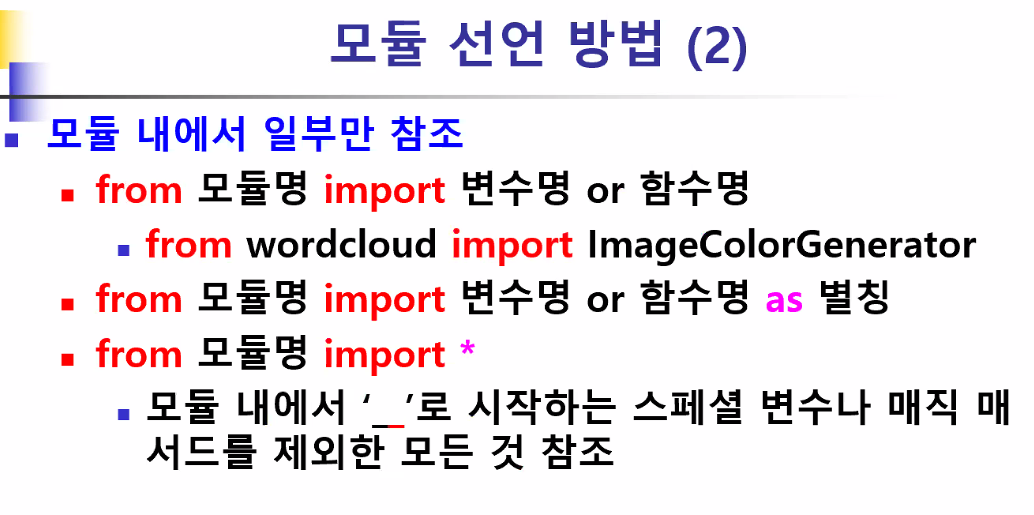 모듈 선언 방법 (2)
모듈 내에서 일부만 참조
from 모듈명 import 변수명 or 함수명
from wordcloud import ImageColorGenerator
from 모듈명 import 변수명 or 함수명 as 별칭
from 모듈명 import *
모듈 내에서 ‘__’로 시작하는 스페셜 변수나 매직 매
서드를 제외한 모든 것 참조